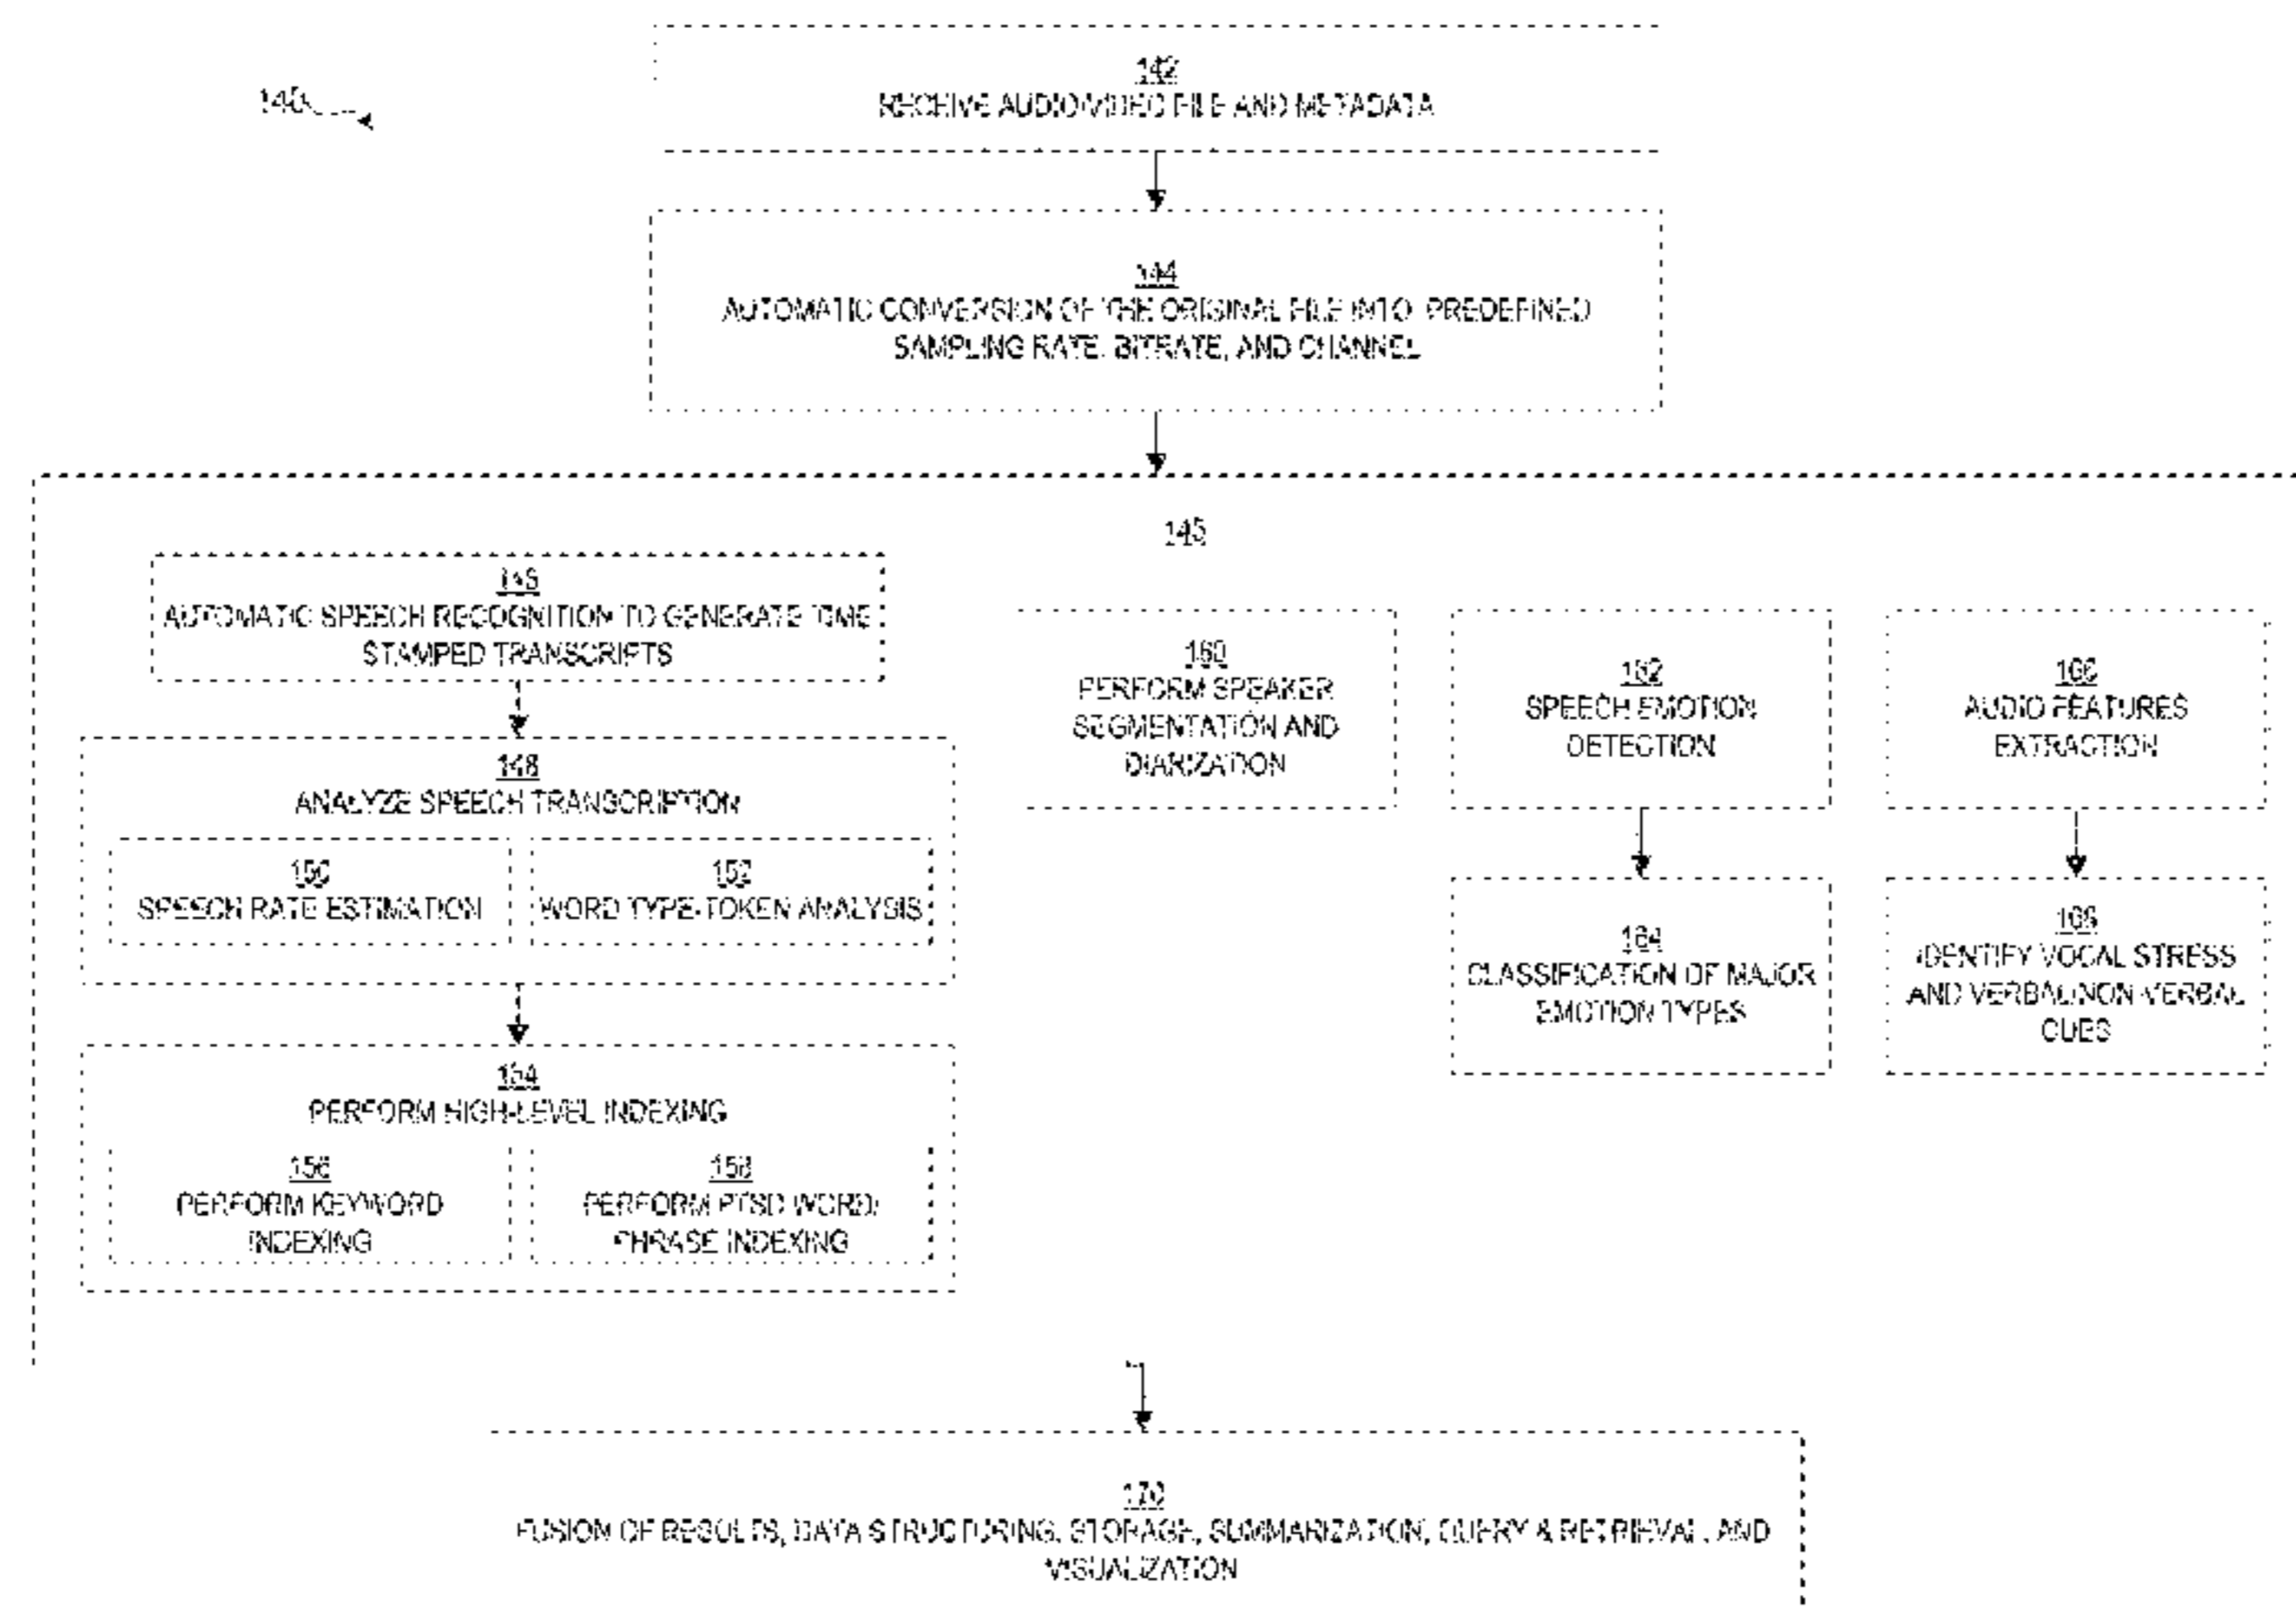 140
142
RECEIVE AUDIO/VIDEO FILE AND METADATA
144
AUTOMATIC CONVERSION OF THE ORIGINAL FILE INTO PREDEFINED
SAMPLING RATE, BITRATE, AND CHANNEL
145
146
AUTOMATIC SPEECH RECOGNITION TO GENERATE TIME
STAMPED TRANSCRIPTS
148
ANALYZE SPEECH TRANSCRIPTION
150
SPEECH RATE ESTIMATION
152
WORD TYPE-TOKEN ANALYSIS
154
PERFORM HIGH-LEVEL INDEXING
156
PERFORM KEYWORD
INDEXING
158
PERFORM PTSD WORD/
PHRASE INDEXING
160
PERFORM SPEAKER
SEGMENTATION AND
DIARIZATION
162
SPEECH EMOTION
DETECTION
164
CLASSIFICATION OF MAJOR
EMOTION TYPES
166
AUDIO FEATURES
EXTRACTION
168
IDENTIFY VOCAL STRESS
AND VERBAL/NON-VERBAL
CUES
170
FUSION OF RESULTS, DATA STRUCTURING, STORAGE, SUMMARIZATION, QUERY & RETRIEVAL, AND
VISUALIZATION